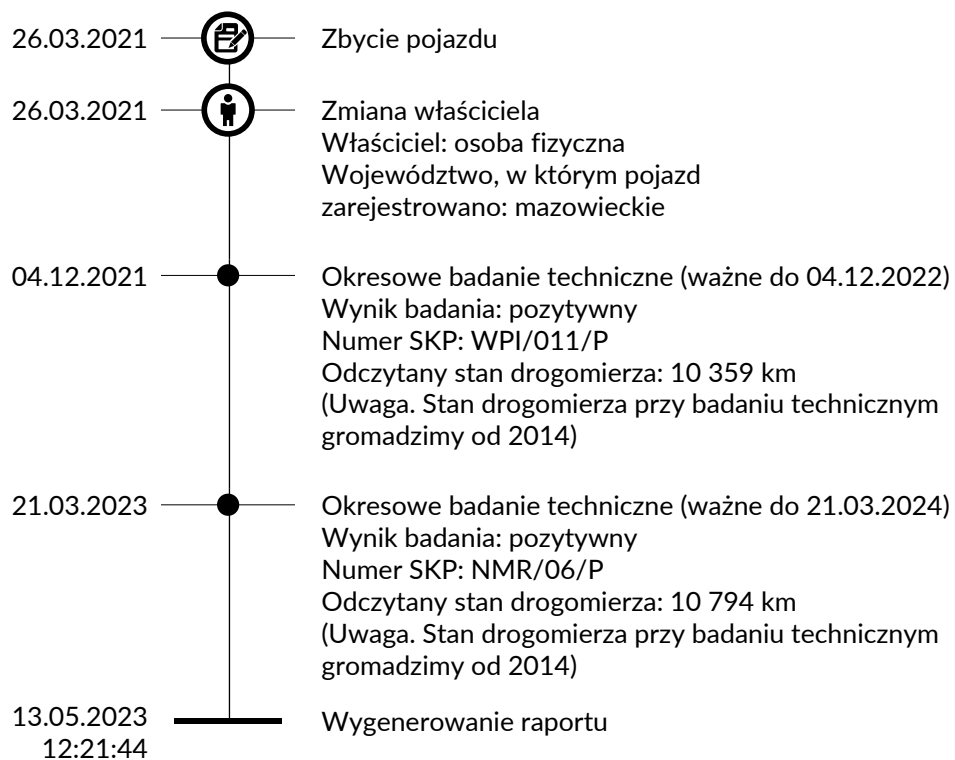 26.03.2021 Zbycie pojazdu
26.03.2021 Zmiana właściciela
Właściciel: osoba fizyczna
Województwo, w którym pojazd
zarejestrowano: mazowieckie
04.12.2021 Okresowe badanie techniczne (ważne do 04.12.2022)
Wynik badania: pozytywny
Numer SKP: WPI/011/P
Odczytany stan drogomierza: 10 359 km
(Uwaga. Stan drogomierza przy badaniu technicznym
gromadzimy od 2014)
21.03.2023 Okresowe badanie techniczne (ważne do 21.03.2024)
Wynik badania: pozytywny
Numer SKP: NMR/06/P
Odczytany stan drogomierza: 10 794 km
(Uwaga. Stan drogomierza przy badaniu technicznym
gromadzimy od 2014)
13.05.2023 Wygenerowanie raportu
12:21:44